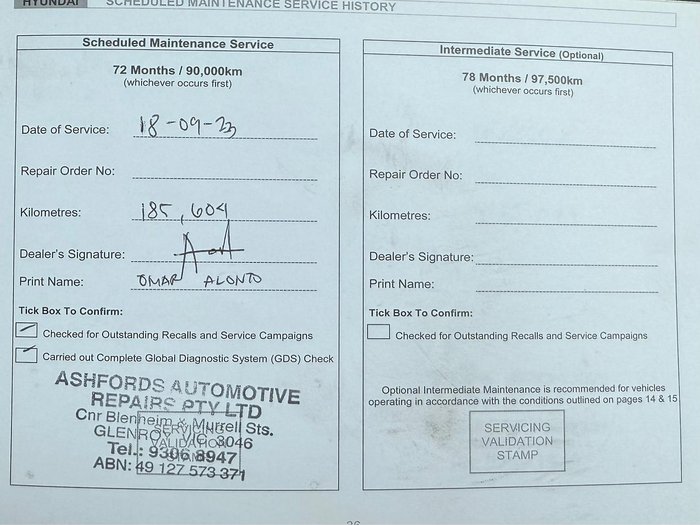 HYUNDAI SCHEDULED MAINTENANCE SERVICE HISTORY
Scheduled Maintenance Service
72 Months / 90,000km
(whichever occurs first)
Date of Service: 18-09-23
Repair Order No:
Kilometres: 185,604
Dealer's Signature:
Print Name: OMAR ALONTO
Tick Box To Confirm:
Checked for Outstanding Recalls and Service Campaigns
Carried out Complete Global Diagnostic System (GDS) Check
ASHFORDS AUTOMOTIVE
REPAIRS PTY LTD
Cnr Blenheim & Murrell Sts.
GLENROY VIC 3046
Tel.: 9306 8947
ABN: 49 127 573 371
SERVICING
VALIDATION
STAMP
Intermediate Service (Optional)
78 Months / 97,500km
(whichever occurs first)
Date of Service:
Repair Order No:
Kilometres:
Dealer's Signature:
Print Name:
Tick Box To Confirm:
Checked for Outstanding Recalls and Service Campaigns
Optional Intermediate Maintenance is recommended for vehicles
operating in accordance with the conditions outlined on pages 14 & 15
SERVICING
VALIDATION
STAMP